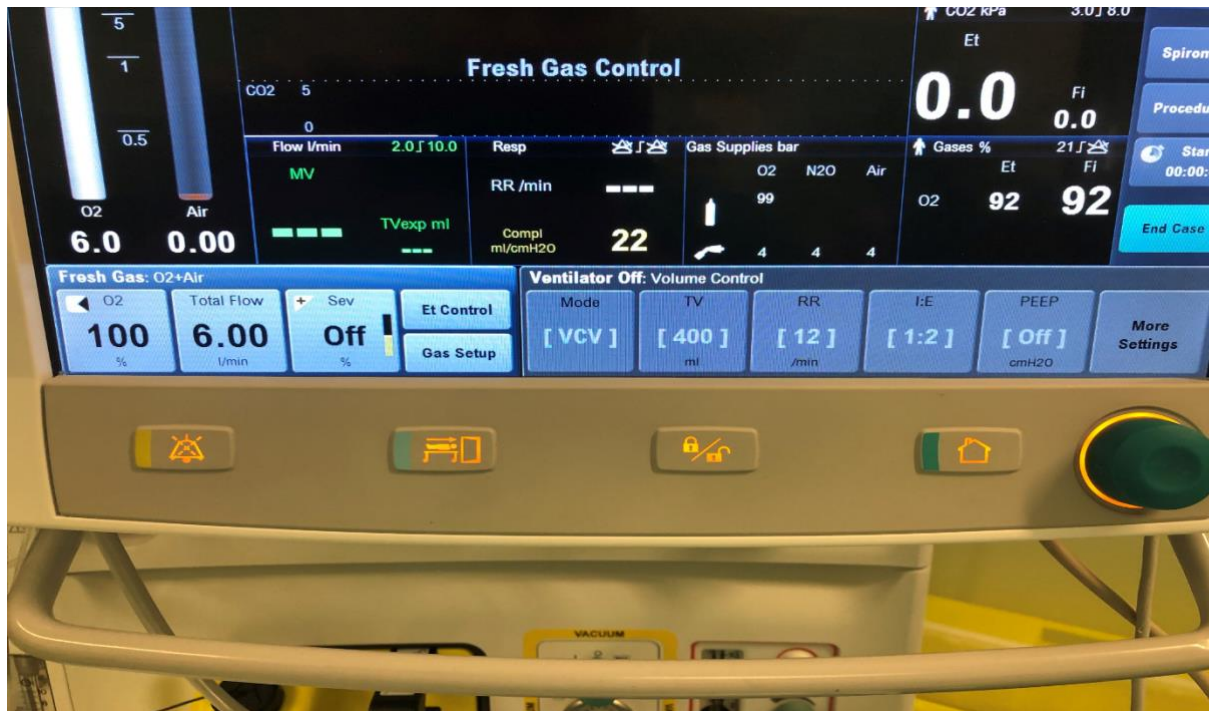 5
1
0.5
O2 Air
6.0 0.00
Fresh Gas Control
CO2 5
0
CO2 kPa 3.0 8.0
Et
0.0
Fi
0.0
Flow l/min 2.0 10.0
MV
---
TVexp ml
---
Resp
RR /min ---
Compl
ml/cmH2O 22
Gas Supplies bar
O2 N2O Air
99
4 4 4
Gases % 21
Et Fi
O2 92 92
Spirom
Procedu
Star
00:00:
End Case
Fresh Gas: O2+Air
O2
100
%
Total Flow
6.00
l/min
+ Sev
Off
%
Et Control
Gas Setup
Ventilator Off: Volume Control
Mode
[ VCV ]
TV
[ 400 ]
ml
RR
[ 12 ]
/min
I:E
[ 1:2 ]
PEEP
[ Off ]
cmH2O
More
Settings
VACUUM